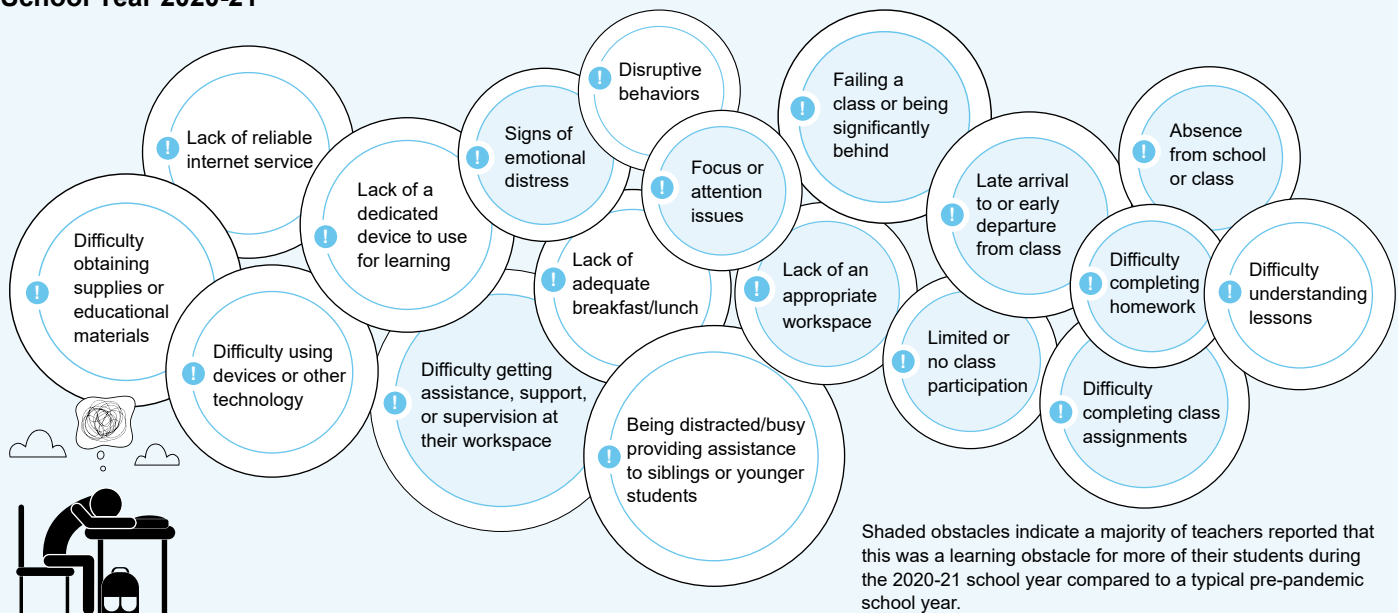 School Year 2020-21
Disruptive
behaviors
Failing a
class or being
significantly
behind
Lack of reliable
internet service
Signs of
emotional
distress
Absence
from school
or class
Focus or
attention
issues
Lack of a
dedicated
device to use
for learning
Late arrival
to or early
departure
from class
Difficulty
obtaining
supplies or
educational
materials
Lack of
adequate
breakfast/lunch
Lack of an
appropriate
workspace
Difficulty
completing
homework
Difficulty
understanding
lessons
Difficulty using
devices or other
technology
Difficulty getting
assistance, support,
or supervision at
their workspace
Limited or
no class
participation
Difficulty
completing class
assignments
Being distracted/busy
providing assistance
to siblings or younger
students
Shaded obstacles indicate a majority of teachers reported that
this was a learning obstacle for more of their students during
the 2020-21 school year compared to a typical pre-pandemic
school year.